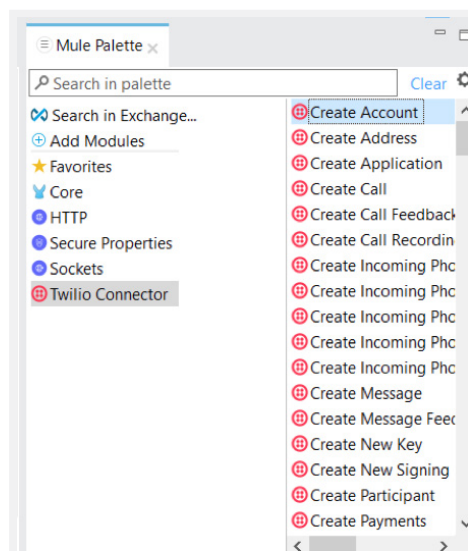 Mule Palette
Search in palette
Clear
Search in Exchange...
Add Modules
Favorites
Core
HTTP
Secure Properties
Sockets
Twilio Connector
Create Account
Create Address
Create Application
Create Call
Create Call Feedback
Create Call Recordin
Create Incoming Pho
Create Incoming Pho
Create Incoming Pho
Create Incoming Pho
Create Incoming Pho
Create Message
Create Message Feed
Create New Key
Create New Signing
Create Participant
Create Payments